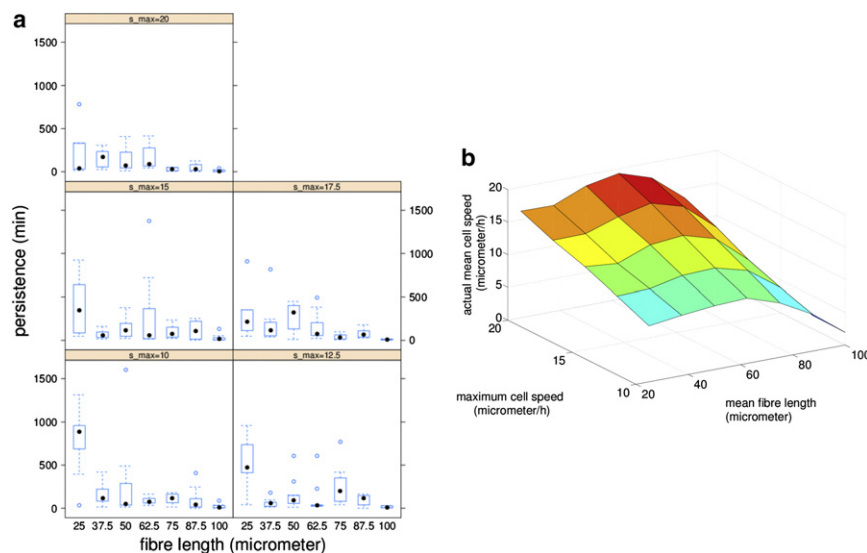 a
s_max=20
1500
1000
500
0
s_max=15
s_max=17.5
1500
1000
500
0
persistence (min)
s_max=10
s_max=12.5
1500
1000
500
0
25 37.5 50 62.5 75 87.5 100
25 37.5 50 62.5 75 87.5 100
fibre length (micrometer)
b
20
15
10
5
0
actual mean cell speed
(micrometer/h)
20
15
10
maximum cell speed
(micrometer/h)
20
40
60
80
100
mean fibre length
(micrometer)